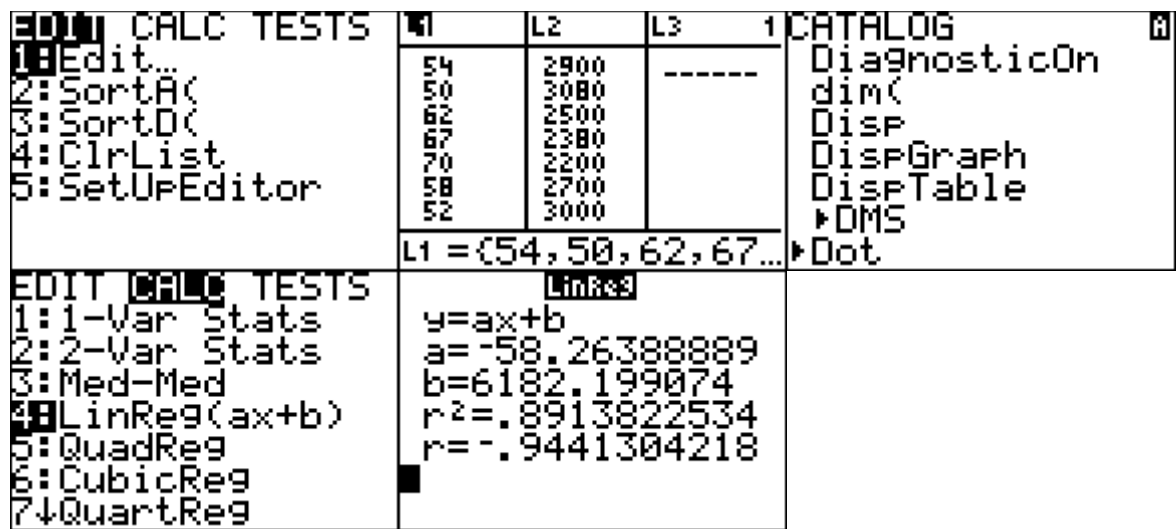 EDIT CALC TESTS
1:Edit…
2:SortA(
3:SortD(
4:ClrList
5:SetUpEditor
L1 L2 L3 1
54 2900 ------
50 3080
62 2500
67 2380
70 2200
58 2700
52 3000
L1 ={54,50,62,67…
CATALOG A
DiagnosticOn
dim(
Disp
DispGraph
DispTable
▶DMS
▶Dot
EDIT CALC TESTS
1:1-Var Stats
2:2-Var Stats
3:Med-Med
4:LinReg(ax+b)
5:QuadReg
6:CubicReg
7↓QuartReg
LinReg
y=ax+b
a=-58.26388889
b=6182.199074
r²=.8913822534
r=-.9441304218